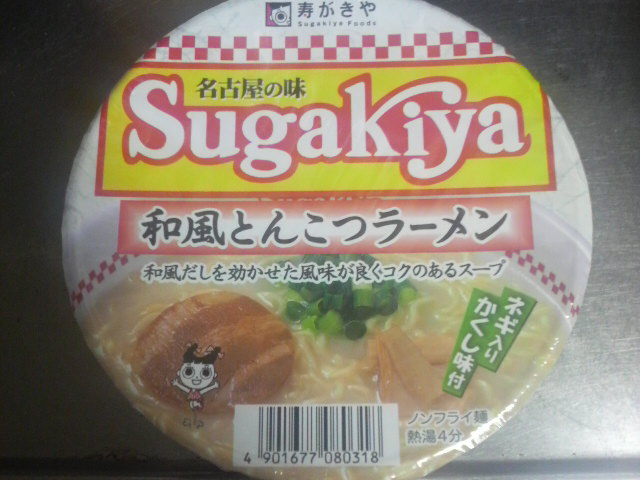 寿がきや
Sugakiya Foods
名古屋の味
Sugakiya
和風とんこつラーメン
和風だしを効かせた風味が良くコクのあるスープ
ネギ入り
かくし味付
ノンフライ麺
熱湯4分
4 901677 080318